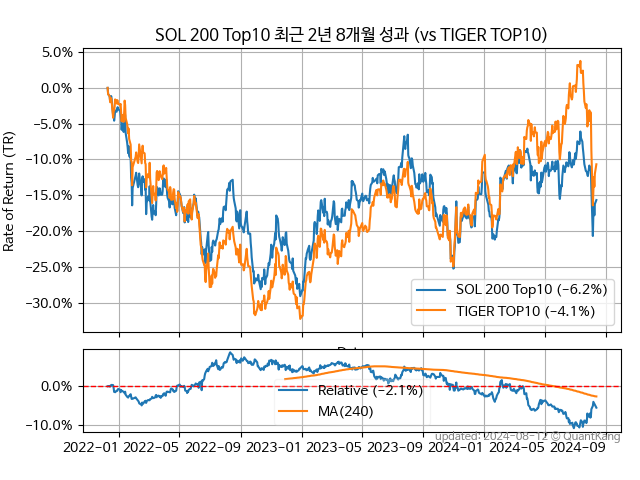 SOL 200 Top10 최근 2년 8개월 성과 (vs TIGER TOP10)
5.0%
0.0%
−5.0%
−10.0%
−15.0%
−20.0%
−25.0%
−30.0%
Rate of Return (TR)
SOL 200 Top10 (−6.2%)
TIGER TOP10 (−4.1%)
0.0%
−10.0%
Relative (−2.1%)
MA(240)
updated: 2024−08−12 © QuantKang
2022−01 2022−05 2022−09 2023−01 2023−05 2023−09 2024−01 2024−05 2024−09